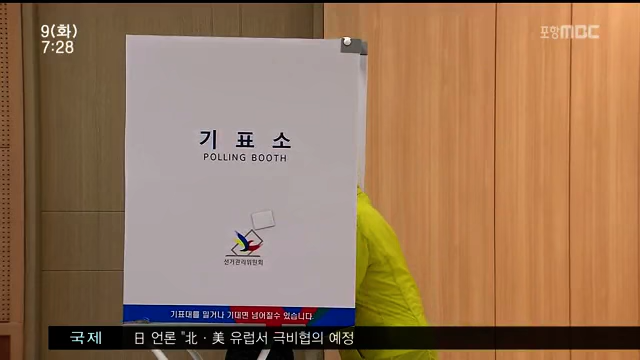 9(화)
7:28
포항MBC
기 표 소
POLLING BOOTH
선거관리위원회
기표대를 밀거나 기대면 넘어질수 있습니다.
국제 日 언론 "北·美 유럽서 극비협의 예정